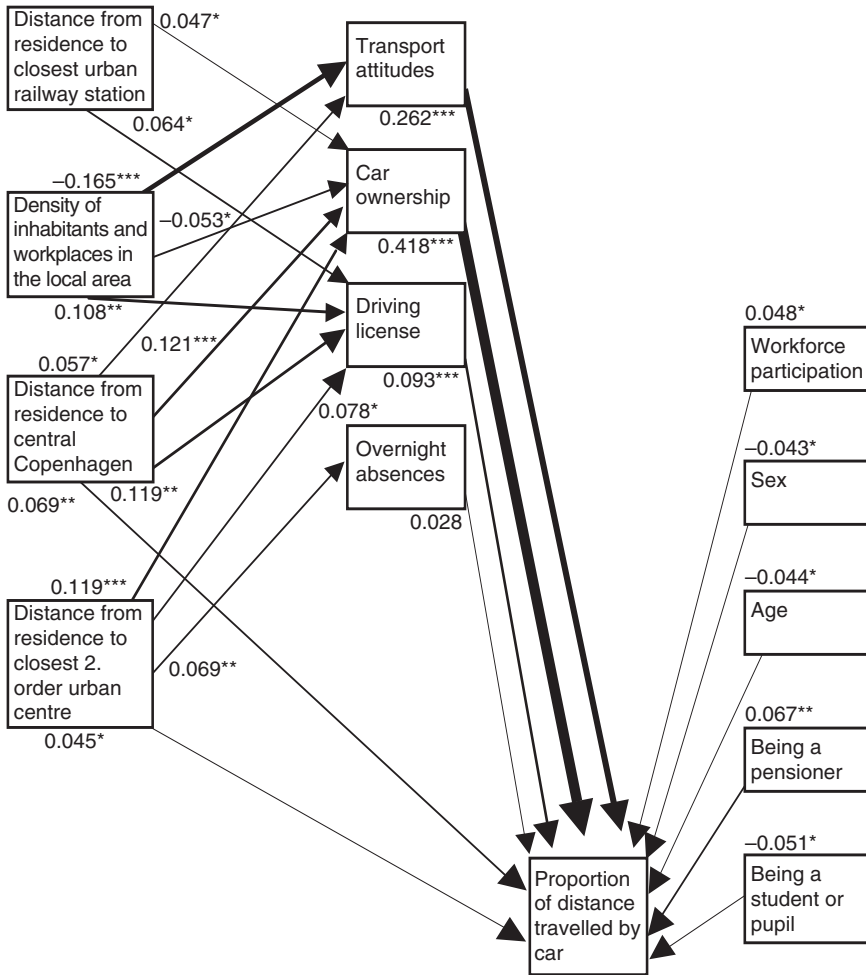 Distance from
residence to
closest urban
railway station
0.047*
0.064*
Transport
attitudes
0.262***
−0.165***
Density of
inhabitants and
workplaces in
the local area
−0.053*
0.108**
Car
ownership
0.418***
Driving
license
0.093***
0.121***
0.057*
Distance from
residence to
central
Copenhagen
0.069**
0.119**
0.078*
Overnight
absences
0.028
0.119***
Distance from
residence to
closest 2.
order urban
centre
0.069**
0.045*
0.048*
Workforce
participation
−0.043*
Sex
−0.044*
Age
0.067**
Being a
pensioner
−0.051*
Being a
student or
pupil
Proportion
of distance
travelled by
car